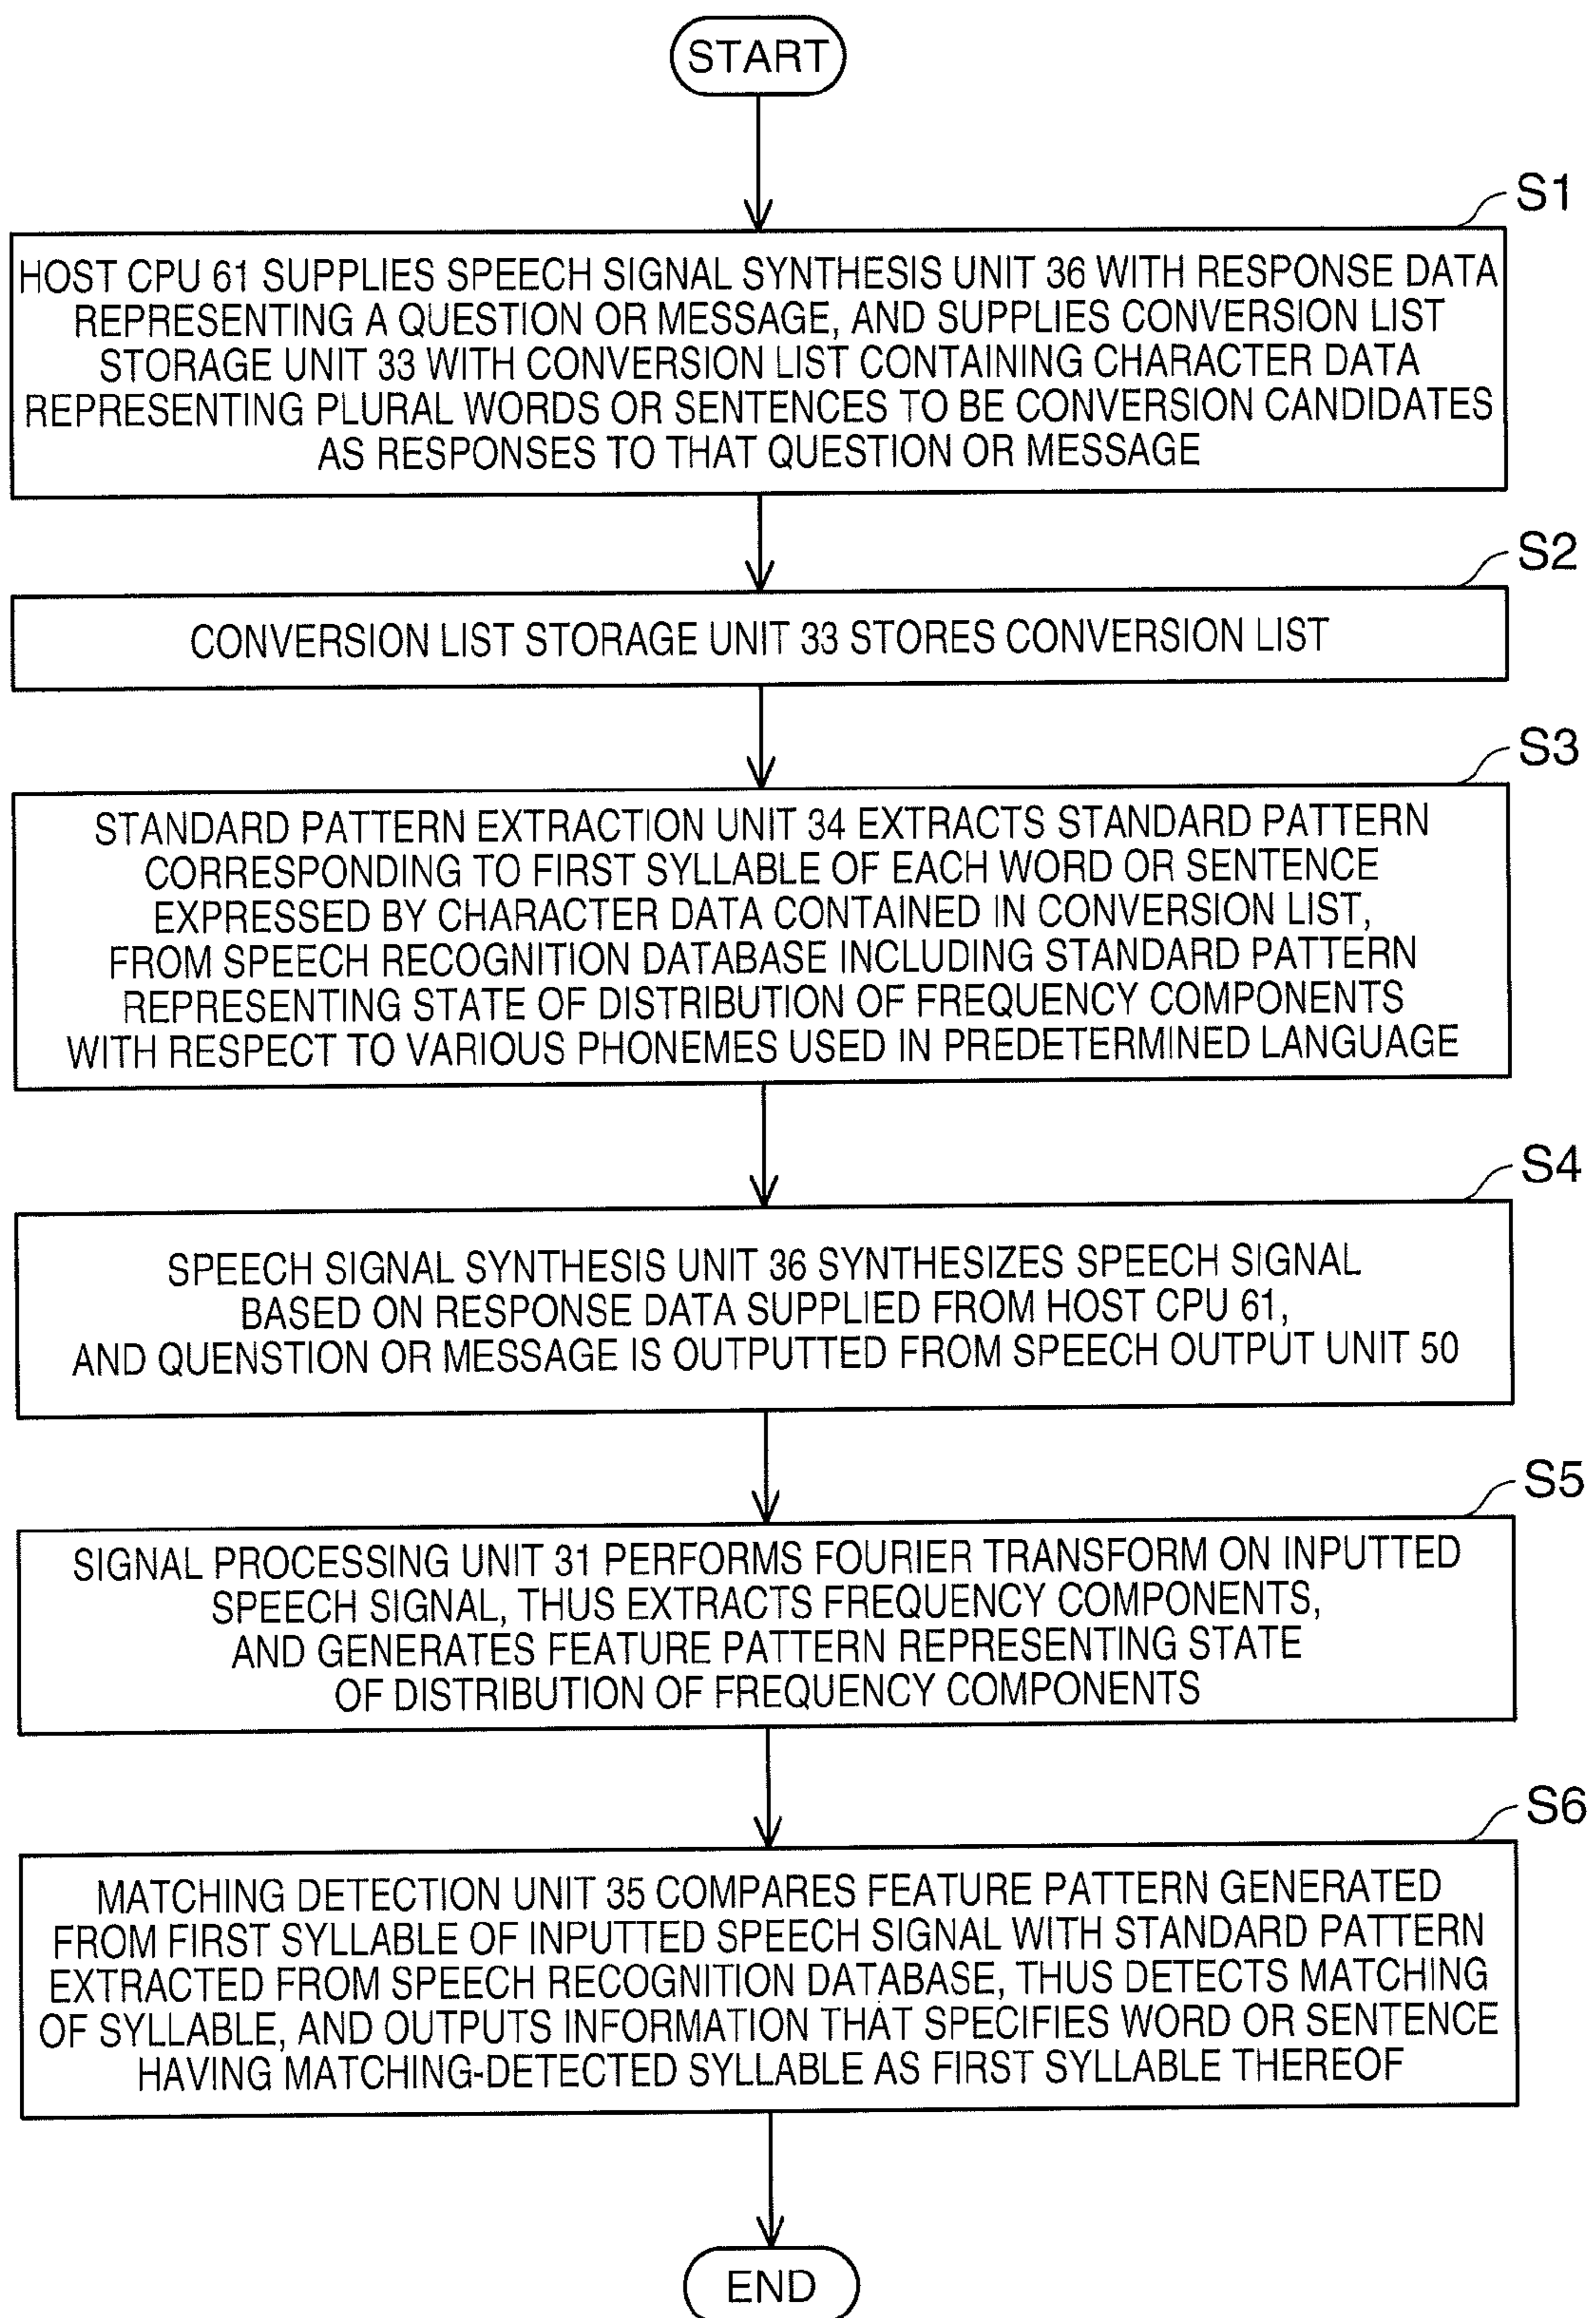 START
S1
HOST CPU 61 SUPPLIES SPEECH SIGNAL SYNTHESIS UNIT 36 WITH RESPONSE DATA
REPRESENTING A QUESTION OR MESSAGE, AND SUPPLIES CONVERSION LIST
STORAGE UNIT 33 WITH CONVERSION LIST CONTAINING CHARACTER DATA
REPRESENTING PLURAL WORDS OR SENTENCES TO BE CONVERSION CANDIDATES
AS RESPONSES TO THAT QUESTION OR MESSAGE
S2
CONVERSION LIST STORAGE UNIT 33 STORES CONVERSION LIST
S3
STANDARD PATTERN EXTRACTION UNIT 34 EXTRACTS STANDARD PATTERN
CORRESPONDING TO FIRST SYLLABLE OF EACH WORD OR SENTENCE
EXPRESSED BY CHARACTER DATA CONTAINED IN CONVERSION LIST,
FROM SPEECH RECOGNITION DATABASE INCLUDING STANDARD PATTERN
REPRESENTING STATE OF DISTRIBUTION OF FREQUENCY COMPONENTS
WITH RESPECT TO VARIOUS PHONEMES USED IN PREDETERMINED LANGUAGE
S4
SPEECH SIGNAL SYNTHESIS UNIT 36 SYNTHESIZES SPEECH SIGNAL
BASED ON RESPONSE DATA SUPPLIED FROM HOST CPU 61,
AND QUENSTION OR MESSAGE IS OUTPUTTED FROM SPEECH OUTPUT UNIT 50
S5
SIGNAL PROCESSING UNIT 31 PERFORMS FOURIER TRANSFORM ON INPUTTED
SPEECH SIGNAL, THUS EXTRACTS FREQUENCY COMPONENTS,
AND GENERATES FEATURE PATTERN REPRESENTING STATE
OF DISTRIBUTION OF FREQUENCY COMPONENTS
S6
MATCHING DETECTION UNIT 35 COMPARES FEATURE PATTERN GENERATED
FROM FIRST SYLLABLE OF INPUTTED SPEECH SIGNAL WITH STANDARD PATTERN
EXTRACTED FROM SPEECH RECOGNITION DATABASE, THUS DETECTS MATCHING
OF SYLLABLE, AND OUTPUTS INFORMATION THAT SPECIFIES WORD OR SENTENCE
HAVING MATCHING-DETECTED SYLLABLE AS FIRST SYLLABLE THEREOF
END